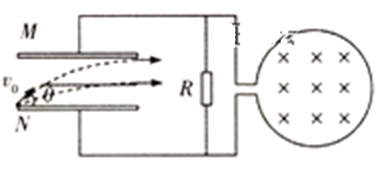 M
v₀ θ
N
R
× × ×
× × ×
× × ×